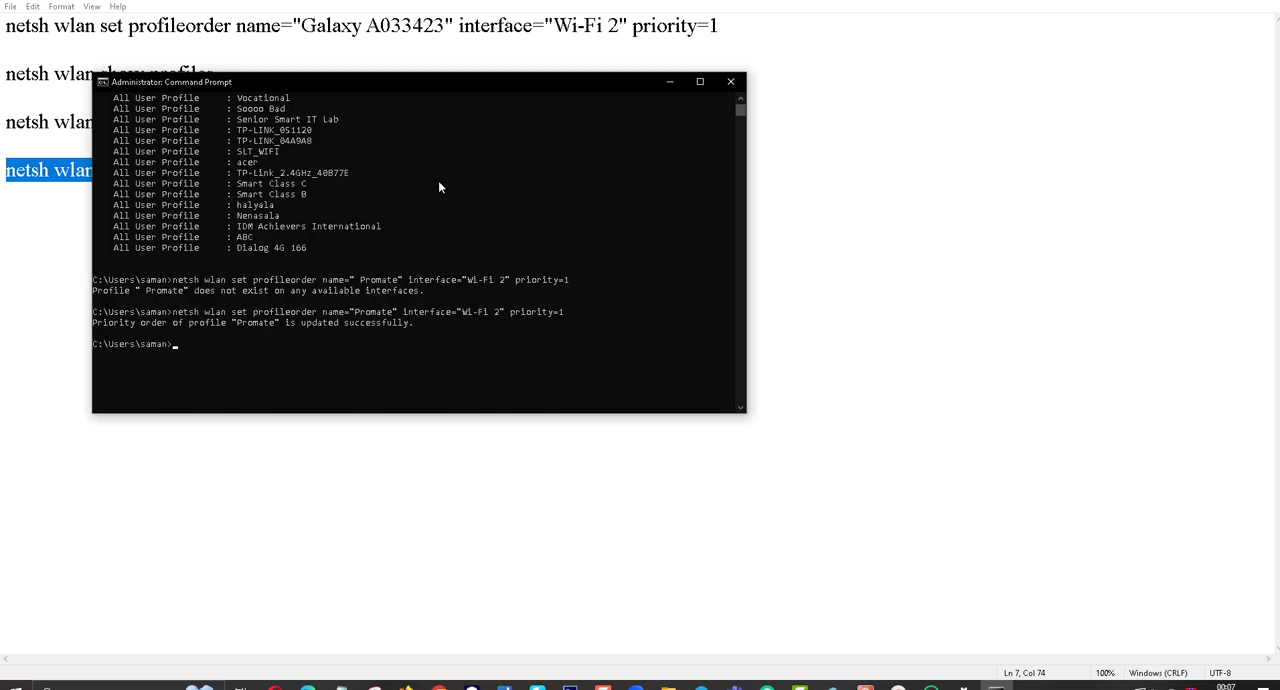 File Edit Format View Help
netsh wlan set profileorder name="Galaxy A033423" interface="Wi-Fi 2" priority=1
netsh wlan show profiles
netsh wlan
netsh wlan
Administrator: Command Prompt
All User Profile : Vocational
All User Profile : Soooo Bad
All User Profile : Senior Smart IT Lab
All User Profile : TP-LINK_051120
All User Profile : TP-LINK_04A9A8
All User Profile : SLT_WIFI
All User Profile : acer
All User Profile : TP-Link_2.4GHz_40B77E
All User Profile : Smart Class C
All User Profile : Smart Class B
All User Profile : halyala
All User Profile : Nenasala
All User Profile : IDM Achievers International
All User Profile : ABC
All User Profile : Dialog 4G 166
C:\Users\saman>netsh wlan set profileorder name=" Promate" interface="Wi-Fi 2" priority=1
Profile " Promate" does not exist on any available interfaces.
C:\Users\saman>netsh wlan set profileorder name="Promate" interface="Wi-Fi 2" priority=1
Priority order of profile "Promate" is updated successfully.
C:\Users\saman>
Ln 7, Col 74 100% Windows (CRLF) UTF-8
00:07